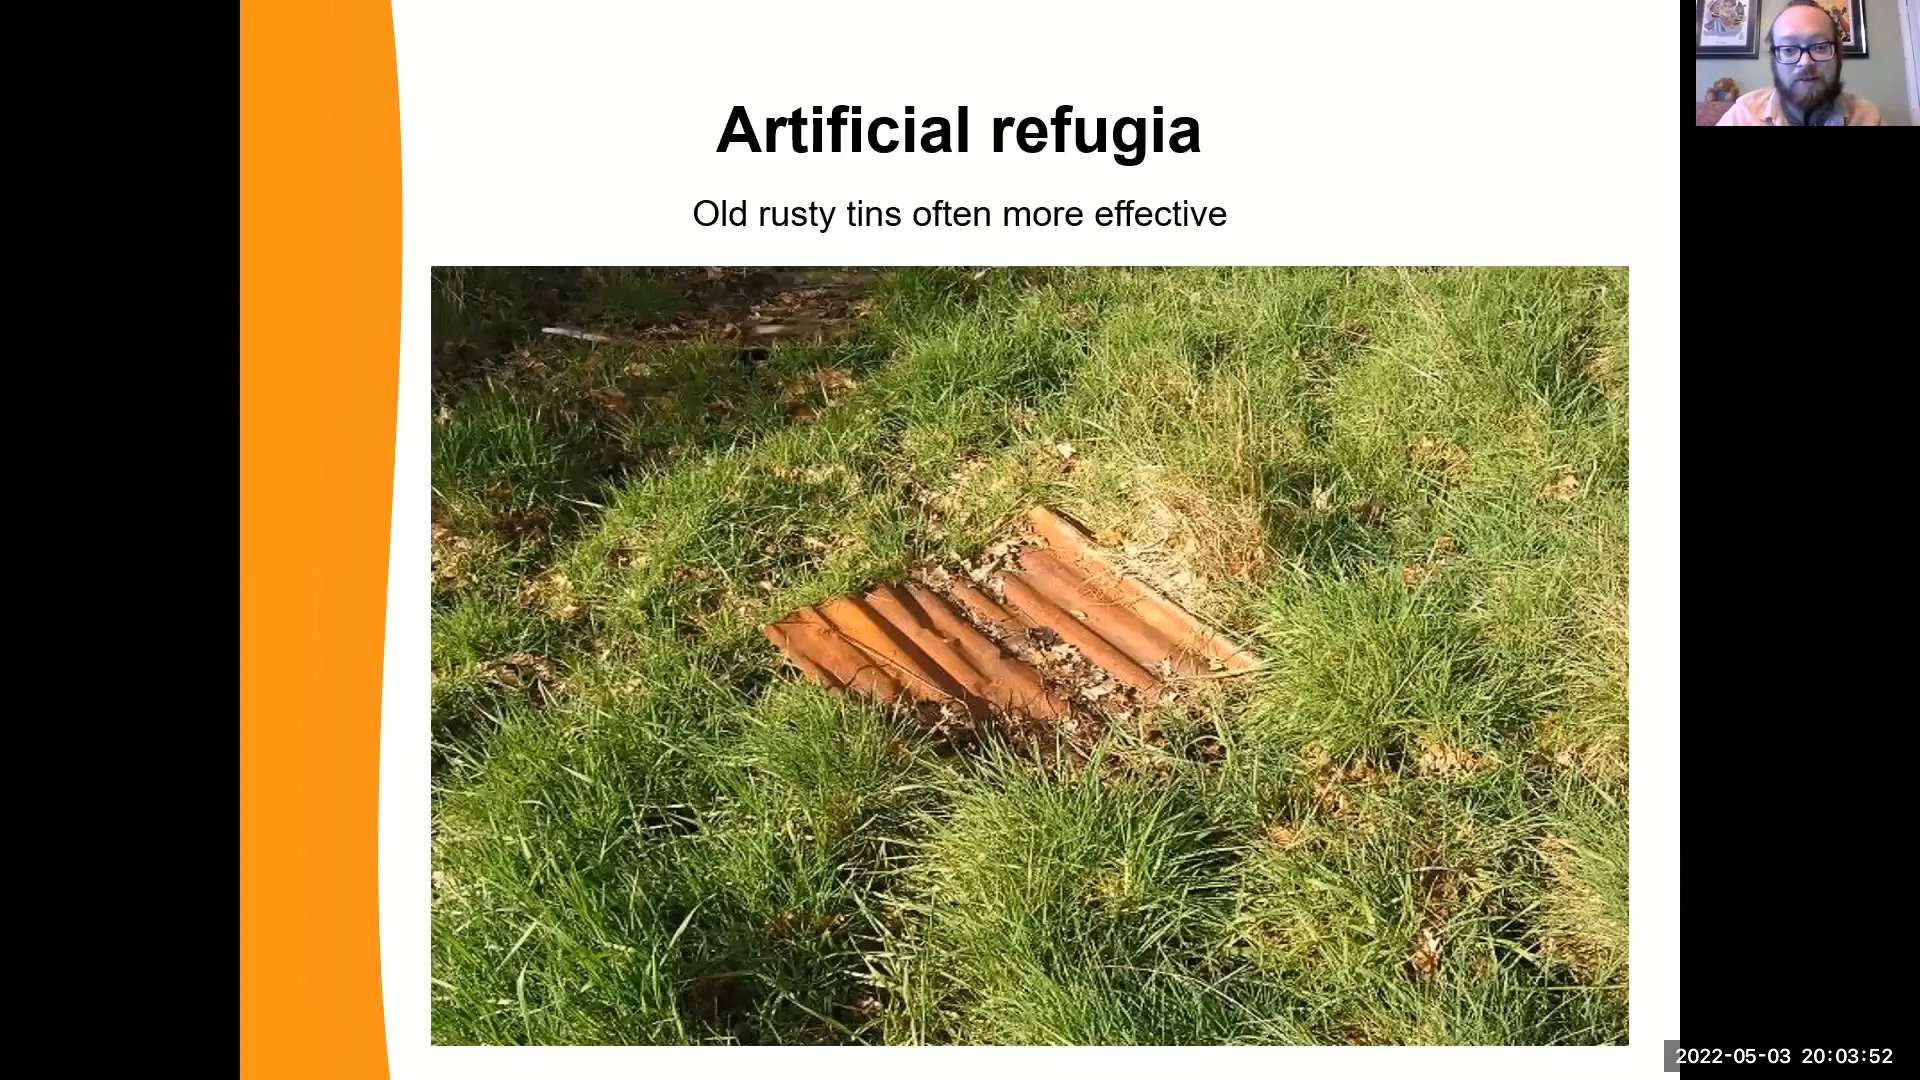 Artificial refugia
Old rusty tins often more effective
2022-05-03 20:03:52